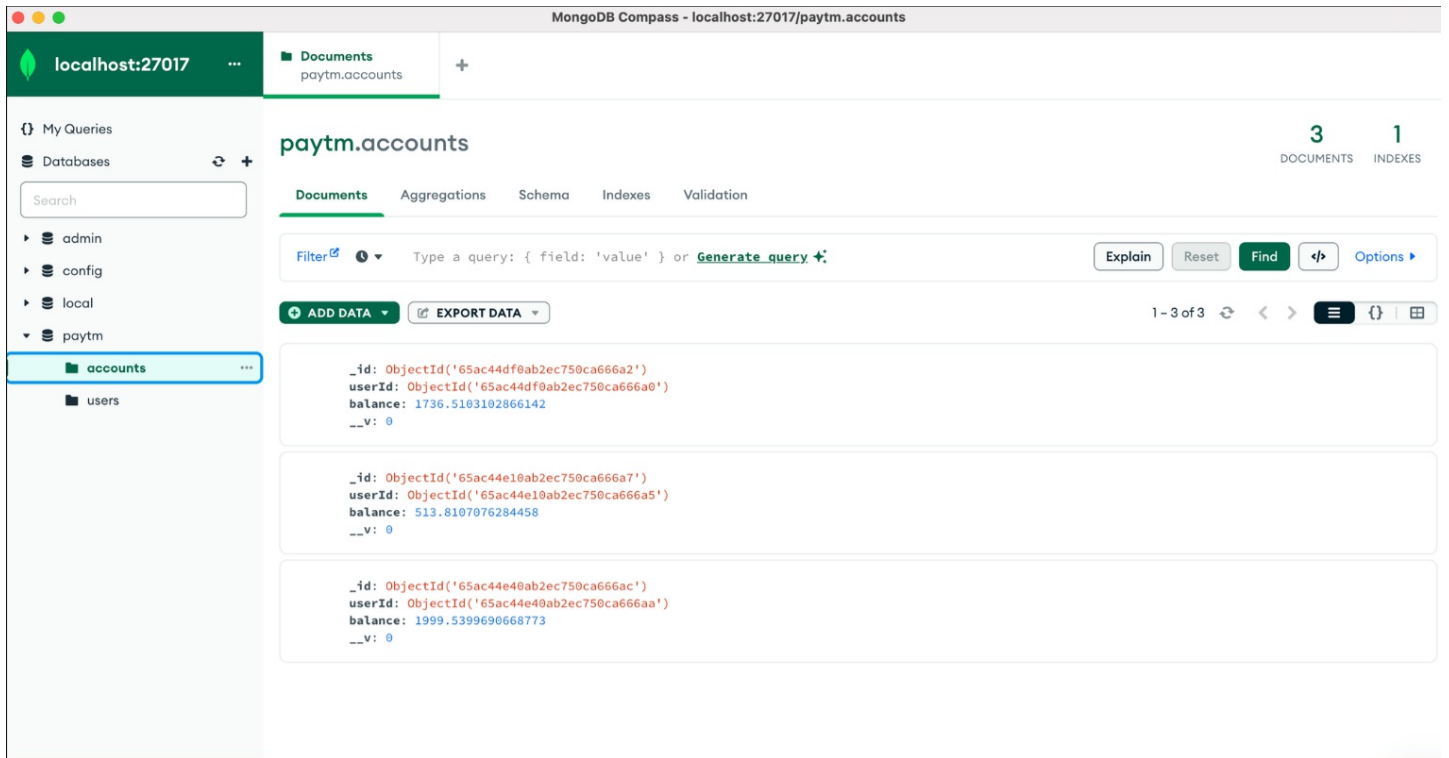 MongoDB Compass - localhost:27017/paytm.accounts
localhost:27017
...
Documents
paytm.accounts
+
{} My Queries
Databases
Search
admin
config
local
paytm
accounts
...
users
paytm.accounts
3
DOCUMENTS
1
INDEXES
Documents Aggregations Schema Indexes Validation
Filter Type a query: { field: 'value' } or Generate query Explain Reset Find </> Options
ADD DATA EXPORT DATA 1 – 3 of 3 {}
_id: ObjectId('65ac44df0ab2ec750ca666a2')
userId: ObjectId('65ac44df0ab2ec750ca666a0')
balance: 1736.5103102866142
__v: 0
_id: ObjectId('65ac44e10ab2ec750ca666a7')
userId: ObjectId('65ac44e10ab2ec750ca666a5')
balance: 513.8107076284458
__v: 0
_id: ObjectId('65ac44e40ab2ec750ca666ac')
userId: ObjectId('65ac44e40ab2ec750ca666aa')
balance: 1999.5399690668773
__v: 0